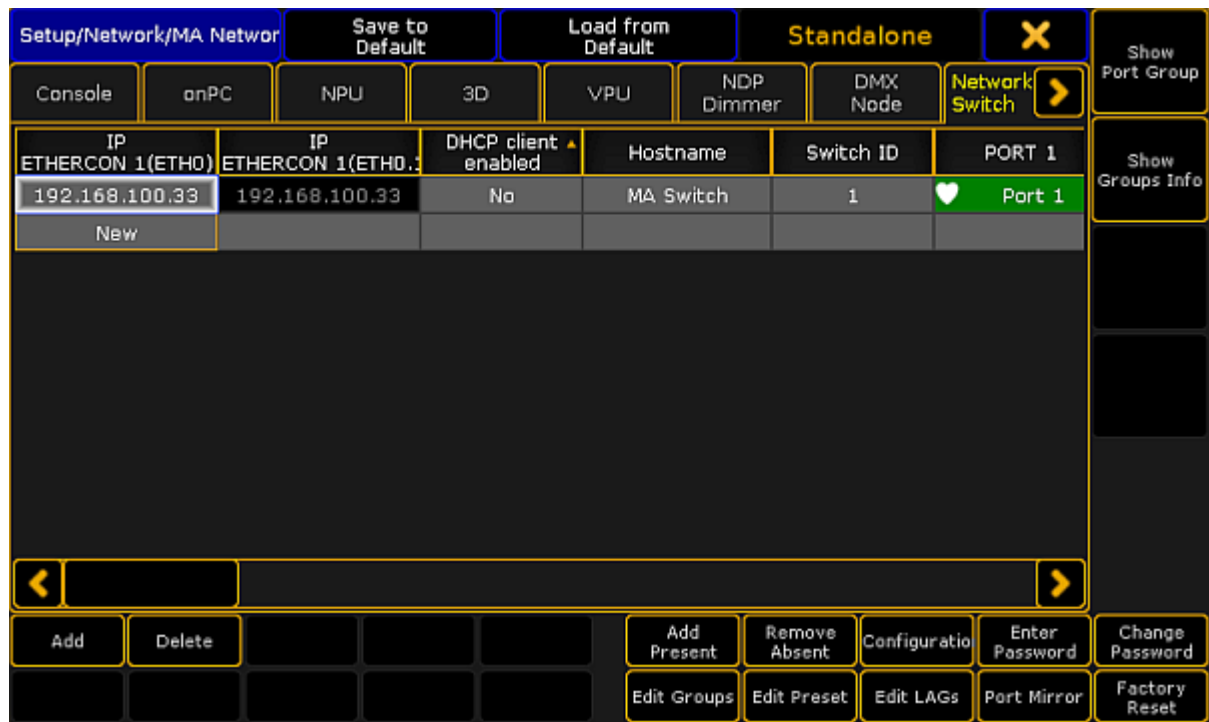 Setup/Network/MA Networ
Save to
Default
Load from
Default
Standalone
Show
Port Group
Console
onPC
NPU
3D
VPU
NDP
Dimmer
DMX
Node
Network
Switch
IP
ETHERCON 1(ETH0)
IP
ETHERCON 1(ETH0.
DHCP client
enabled
Hostname
Switch ID
PORT 1
Show
Groups Info
192.168.100.33
192.168.100.33
No
MA Switch
1
Port 1
New
Add
Delete
Add
Present
Remove
Absent
Configuratio
Enter
Password
Change
Password
Edit Groups
Edit Preset
Edit LAGs
Port Mirror
Factory
Reset